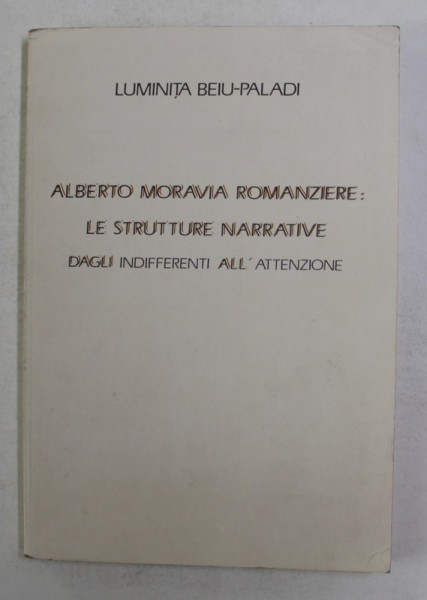 LUMINIȚA BEIU-PALADI
ALBERTO MORAVIA ROMANZIERE:
LE STRUTTURE NARRATIVE
DAGLI INDIFFERENTI ALL'ATTENZIONE